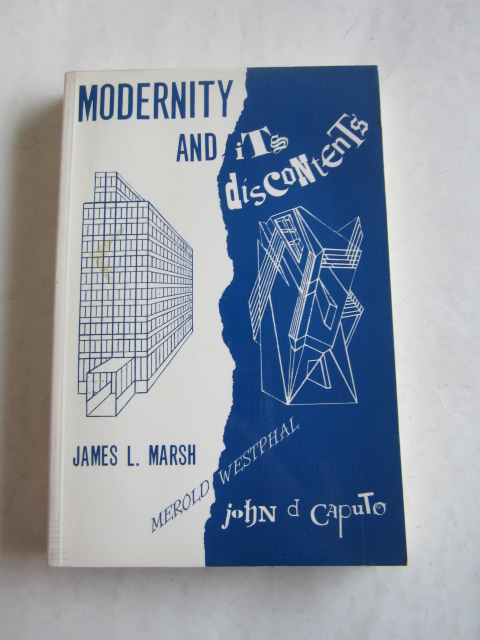 MODERNITY
AND iTs
discoNtenTs
JAMES L. MARSH
MEROLD WESTPHAL
joHN d CapuTo